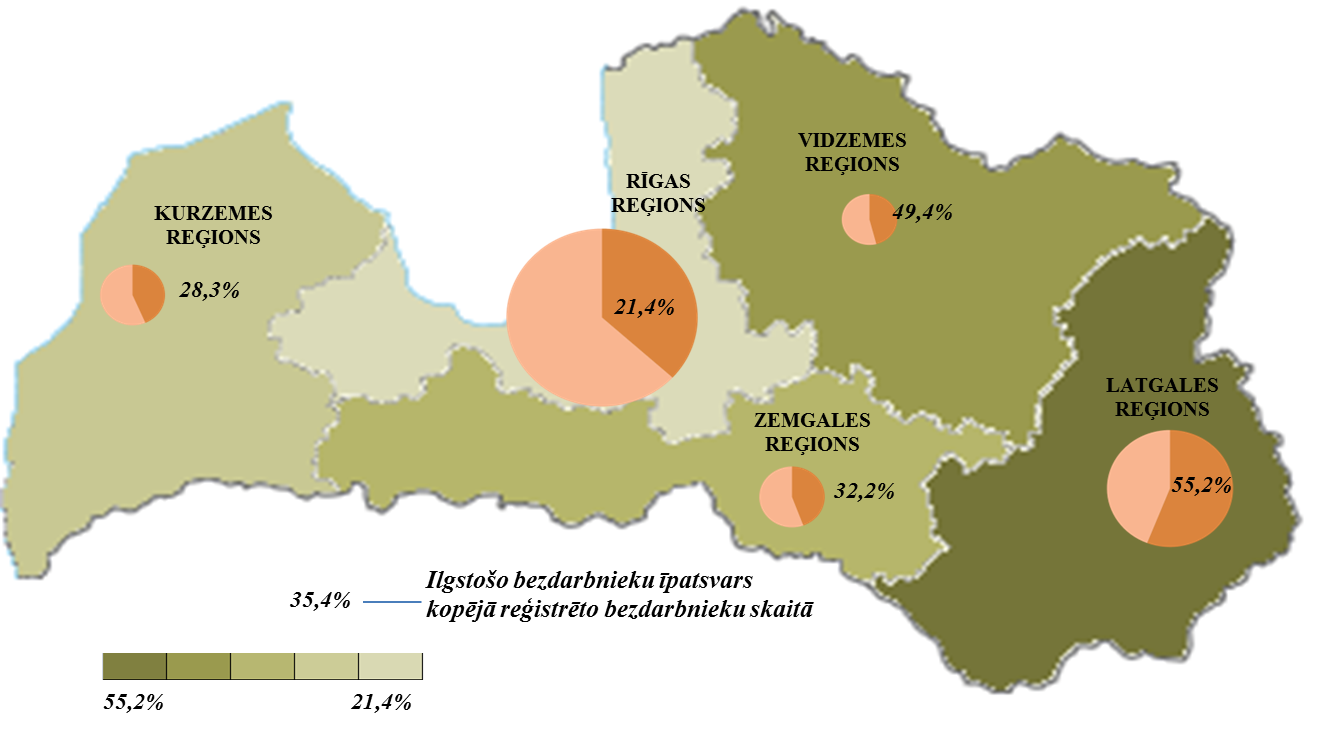 VIDZEMES
REĢIONS
49,4%
RĪGAS
REĢIONS
21,4%
KURZEMES
REĢIONS
28,3%
LATGALES
REĢIONS
55,2%
ZEMGALES
REĢIONS
32,2%
35,4%
Ilgstošo bezdarbnieku īpatsvars
kopējā reģistrēto bezdarbnieku skaitā
55,2%
21,4%